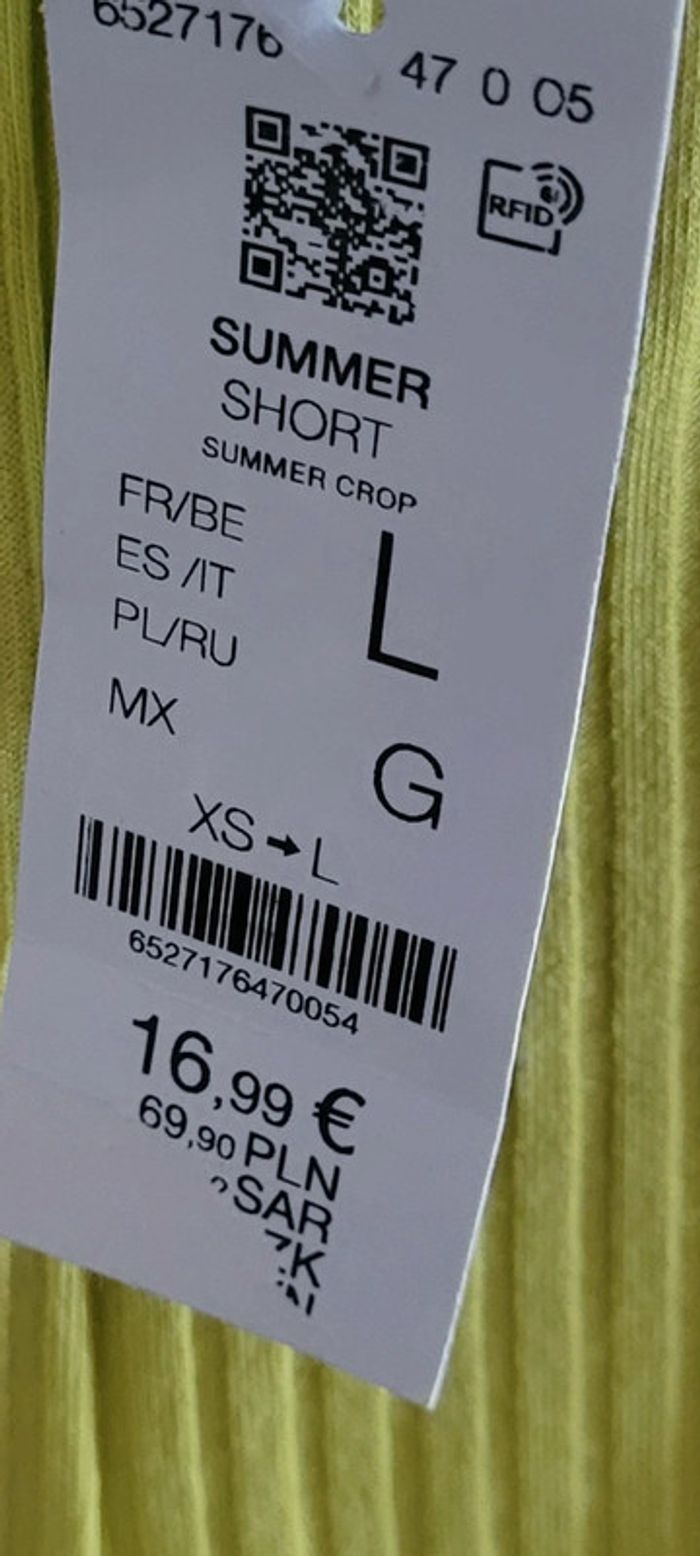 6527176 47 0 05
RFID
SUMMER
SHORT
SUMMER CROP
FR/BE
ES /IT
PL/RU
L
MX
G
XS➜L
6527176470054
16,99 €
69,90 PLN
SAR